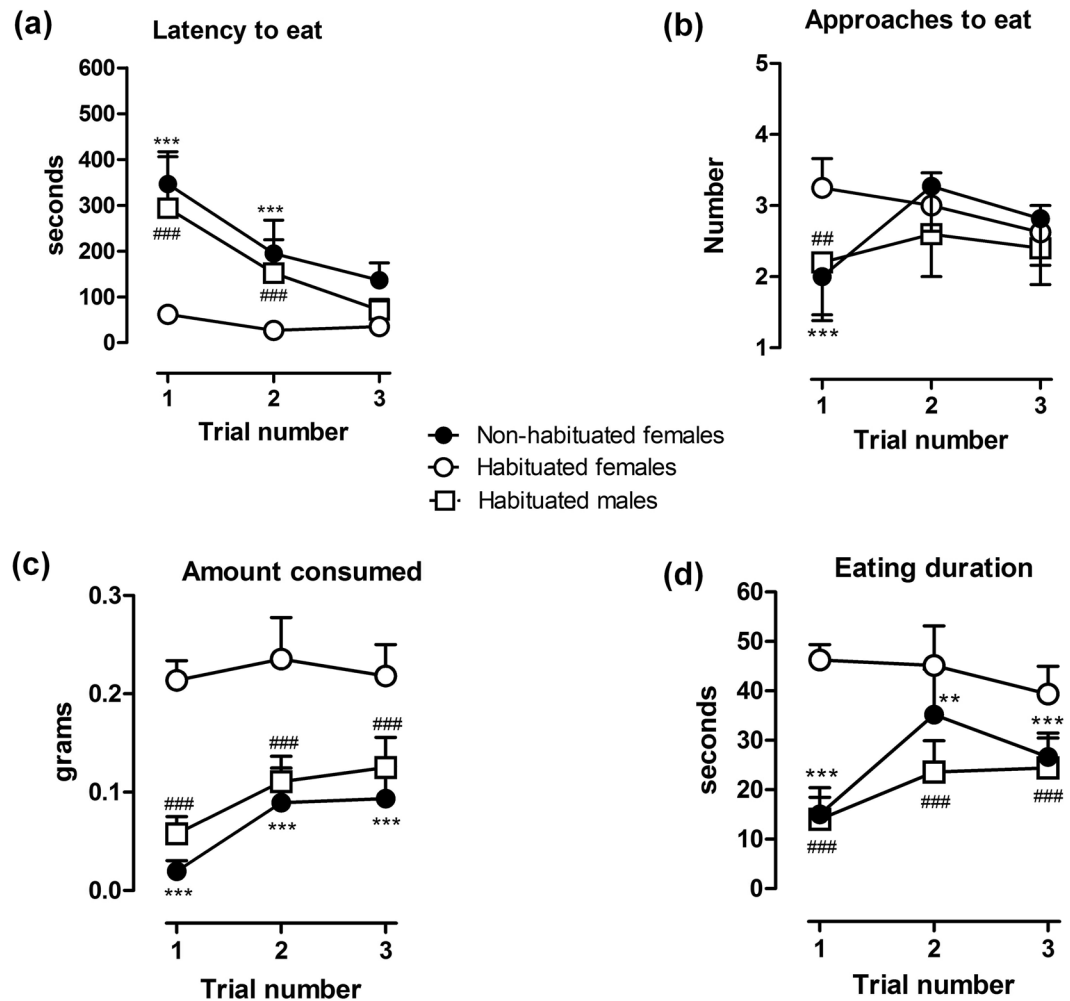 (a) Latency to eat
600
500
400
300
200
100
0
seconds
***
###
***
###
1 2 3
Trial number
(b) Approaches to eat
5
4
3
2
1
Number
##
***
1 2 3
Trial number
Non-habituated females
Habituated females
Habituated males
(c) Amount consumed
0.3
0.2
0.1
0.0
grams
###
***
###
***
###
***
1 2 3
Trial number
(d) Eating duration
60
50
40
30
20
10
0
seconds
***
###
**
###
***
###
1 2 3
Trial number